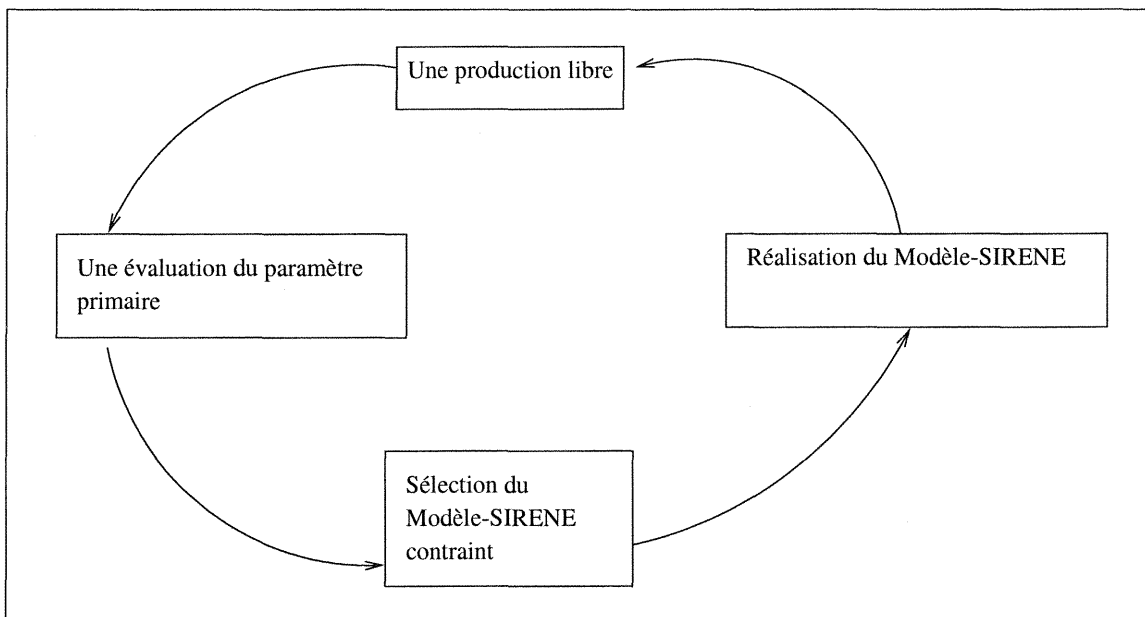 Une production libre
Une évaluation du paramètre
primaire
Réalisation du Modèle-SIRENE
Sélection du
Modèle-SIRENE
contraint